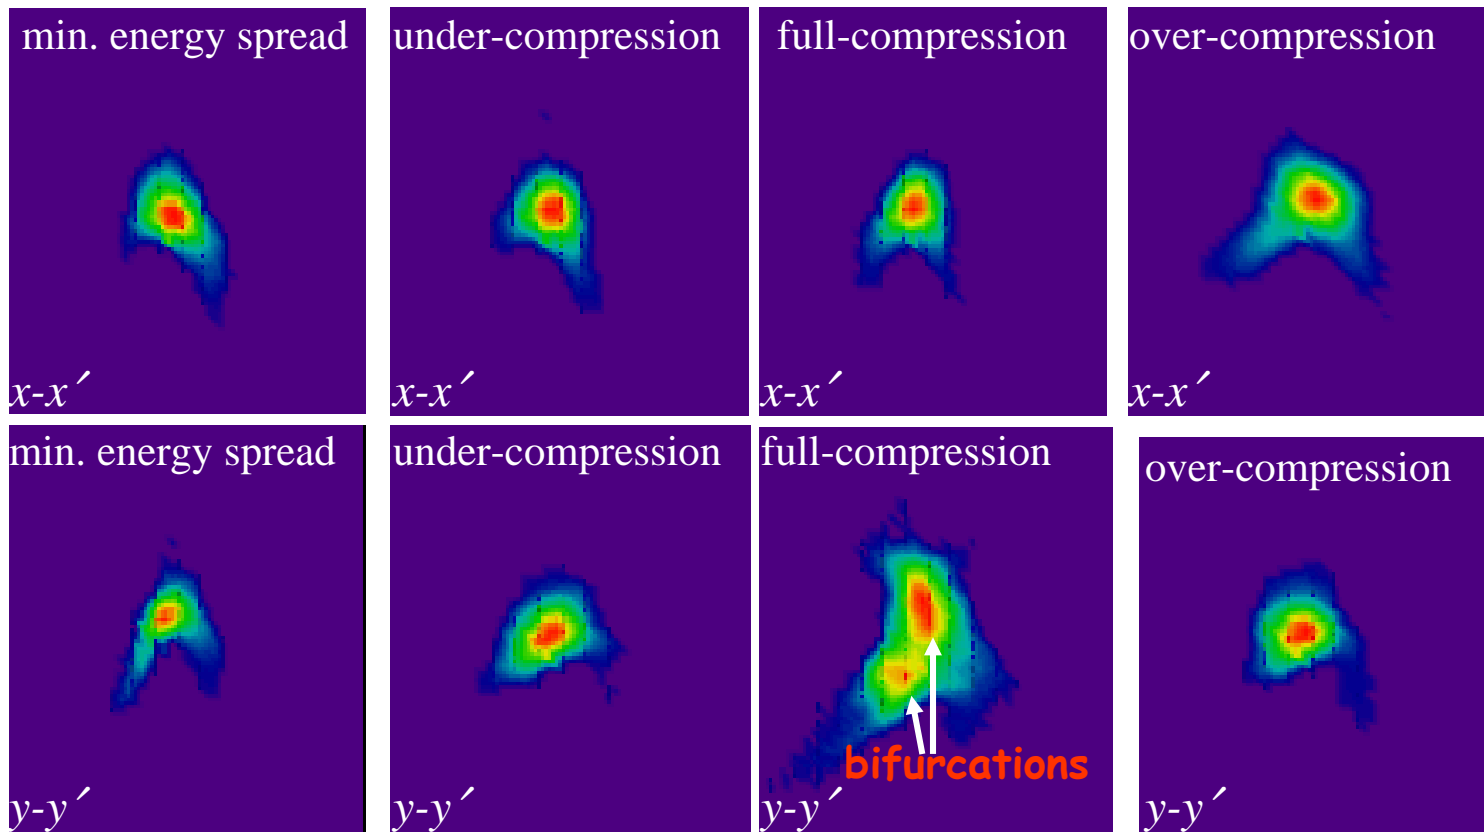 min. energy spread
under-compression
full-compression
over-compression
x-x′
x-x′
x-x′
x-x′
min. energy spread
under-compression
full-compression
over-compression
bifurcations
y-y′
y-y′
y-y′
y-y′